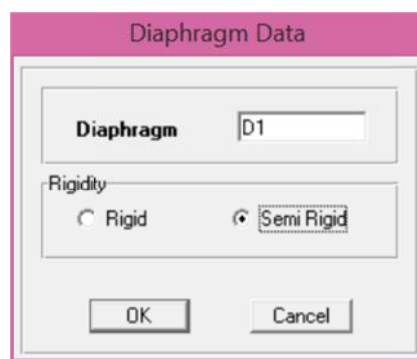 Diaphragm Data
Diaphragm D1
Rigidity
Rigid Semi Rigid
OK Cancel